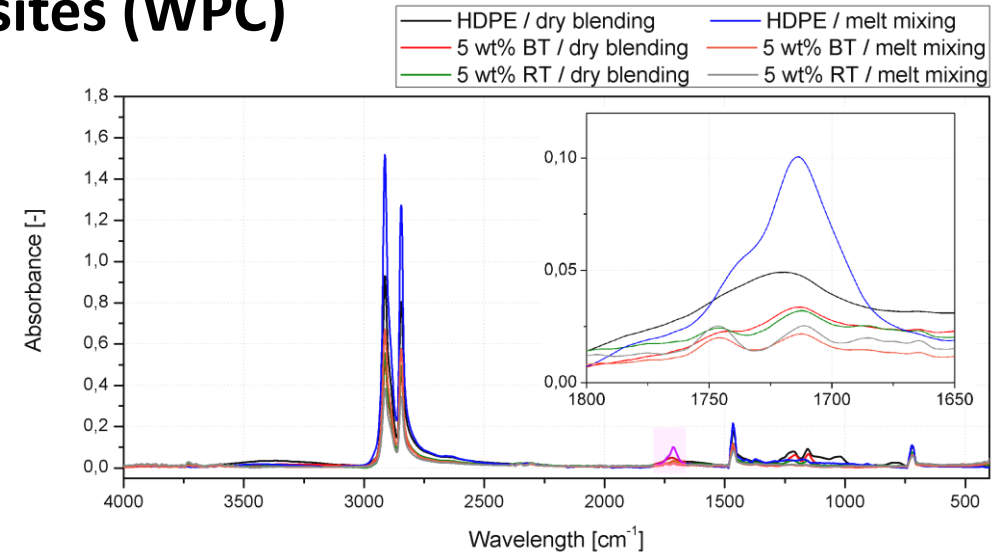 sites (WPC)
HDPE / dry blending HDPE / melt mixing
5 wt% BT / dry blending 5 wt% BT / melt mixing
5 wt% RT / dry blending 5 wt% RT / melt mixing
1,8
1,6
1,4
1,2
1,0
0,8
0,6
0,4
0,2
0,0
Absorbance [-]
0,10
0,05
0,00
1800 1750 1700 1650
4000 3500 3000 2500 2000 1500 1000 500
Wavelength [cm⁻¹]